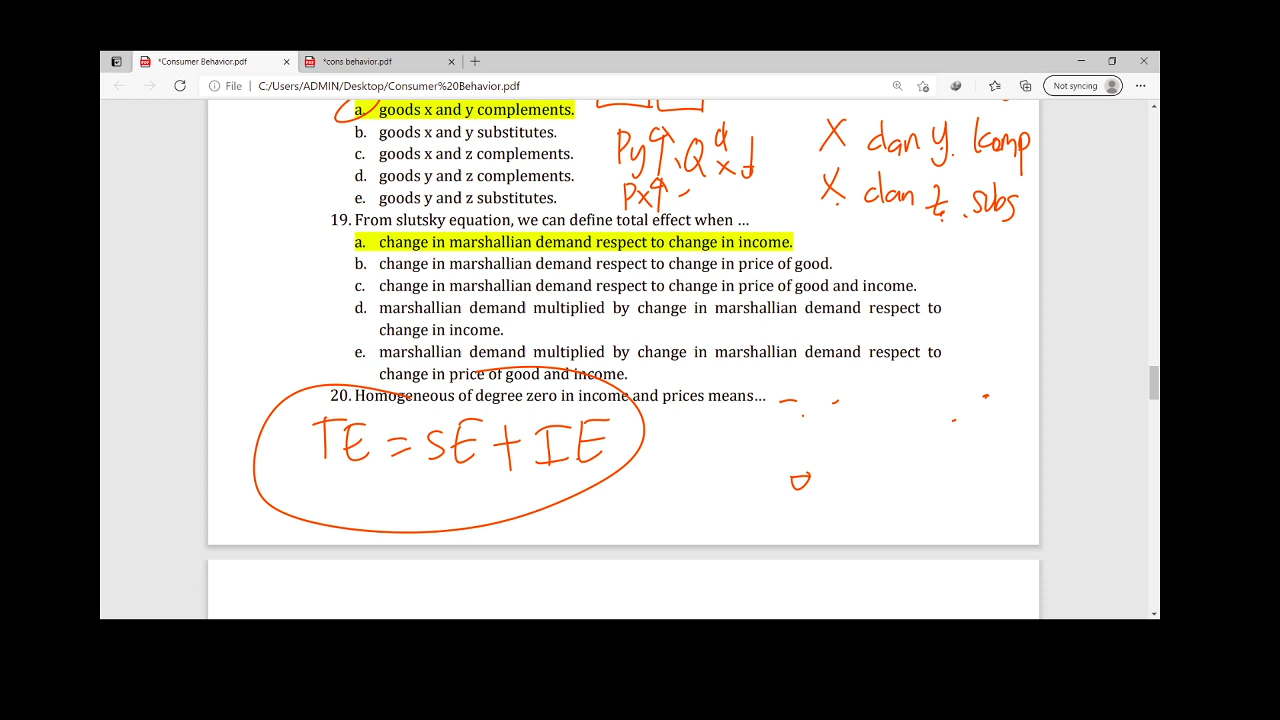 *Consumer Behavior.pdf
*cons behavior.pdf
File
C:/Users/ADMIN/Desktop/Consumer%20Behavior.pdf
Not syncing
a. goods x and y complements.
b. goods x and y substitutes.
c. goods x and z complements.
d. goods y and z complements.
e. goods y and z substitutes.
Py↑, Qdx↓
Px↑
X dan y komp
X dan z subs
19. From slutsky equation, we can define total effect when …
a. change in marshallian demand respect to change in income.
b. change in marshallian demand respect to change in price of good.
c. change in marshallian demand respect to change in price of good and income.
d. marshallian demand multiplied by change in marshallian demand respect to
change in income.
e. marshallian demand multiplied by change in marshallian demand respect to
change in price of good and income.
20. Homogeneous of degree zero in income and prices means…
TE = SE + IE